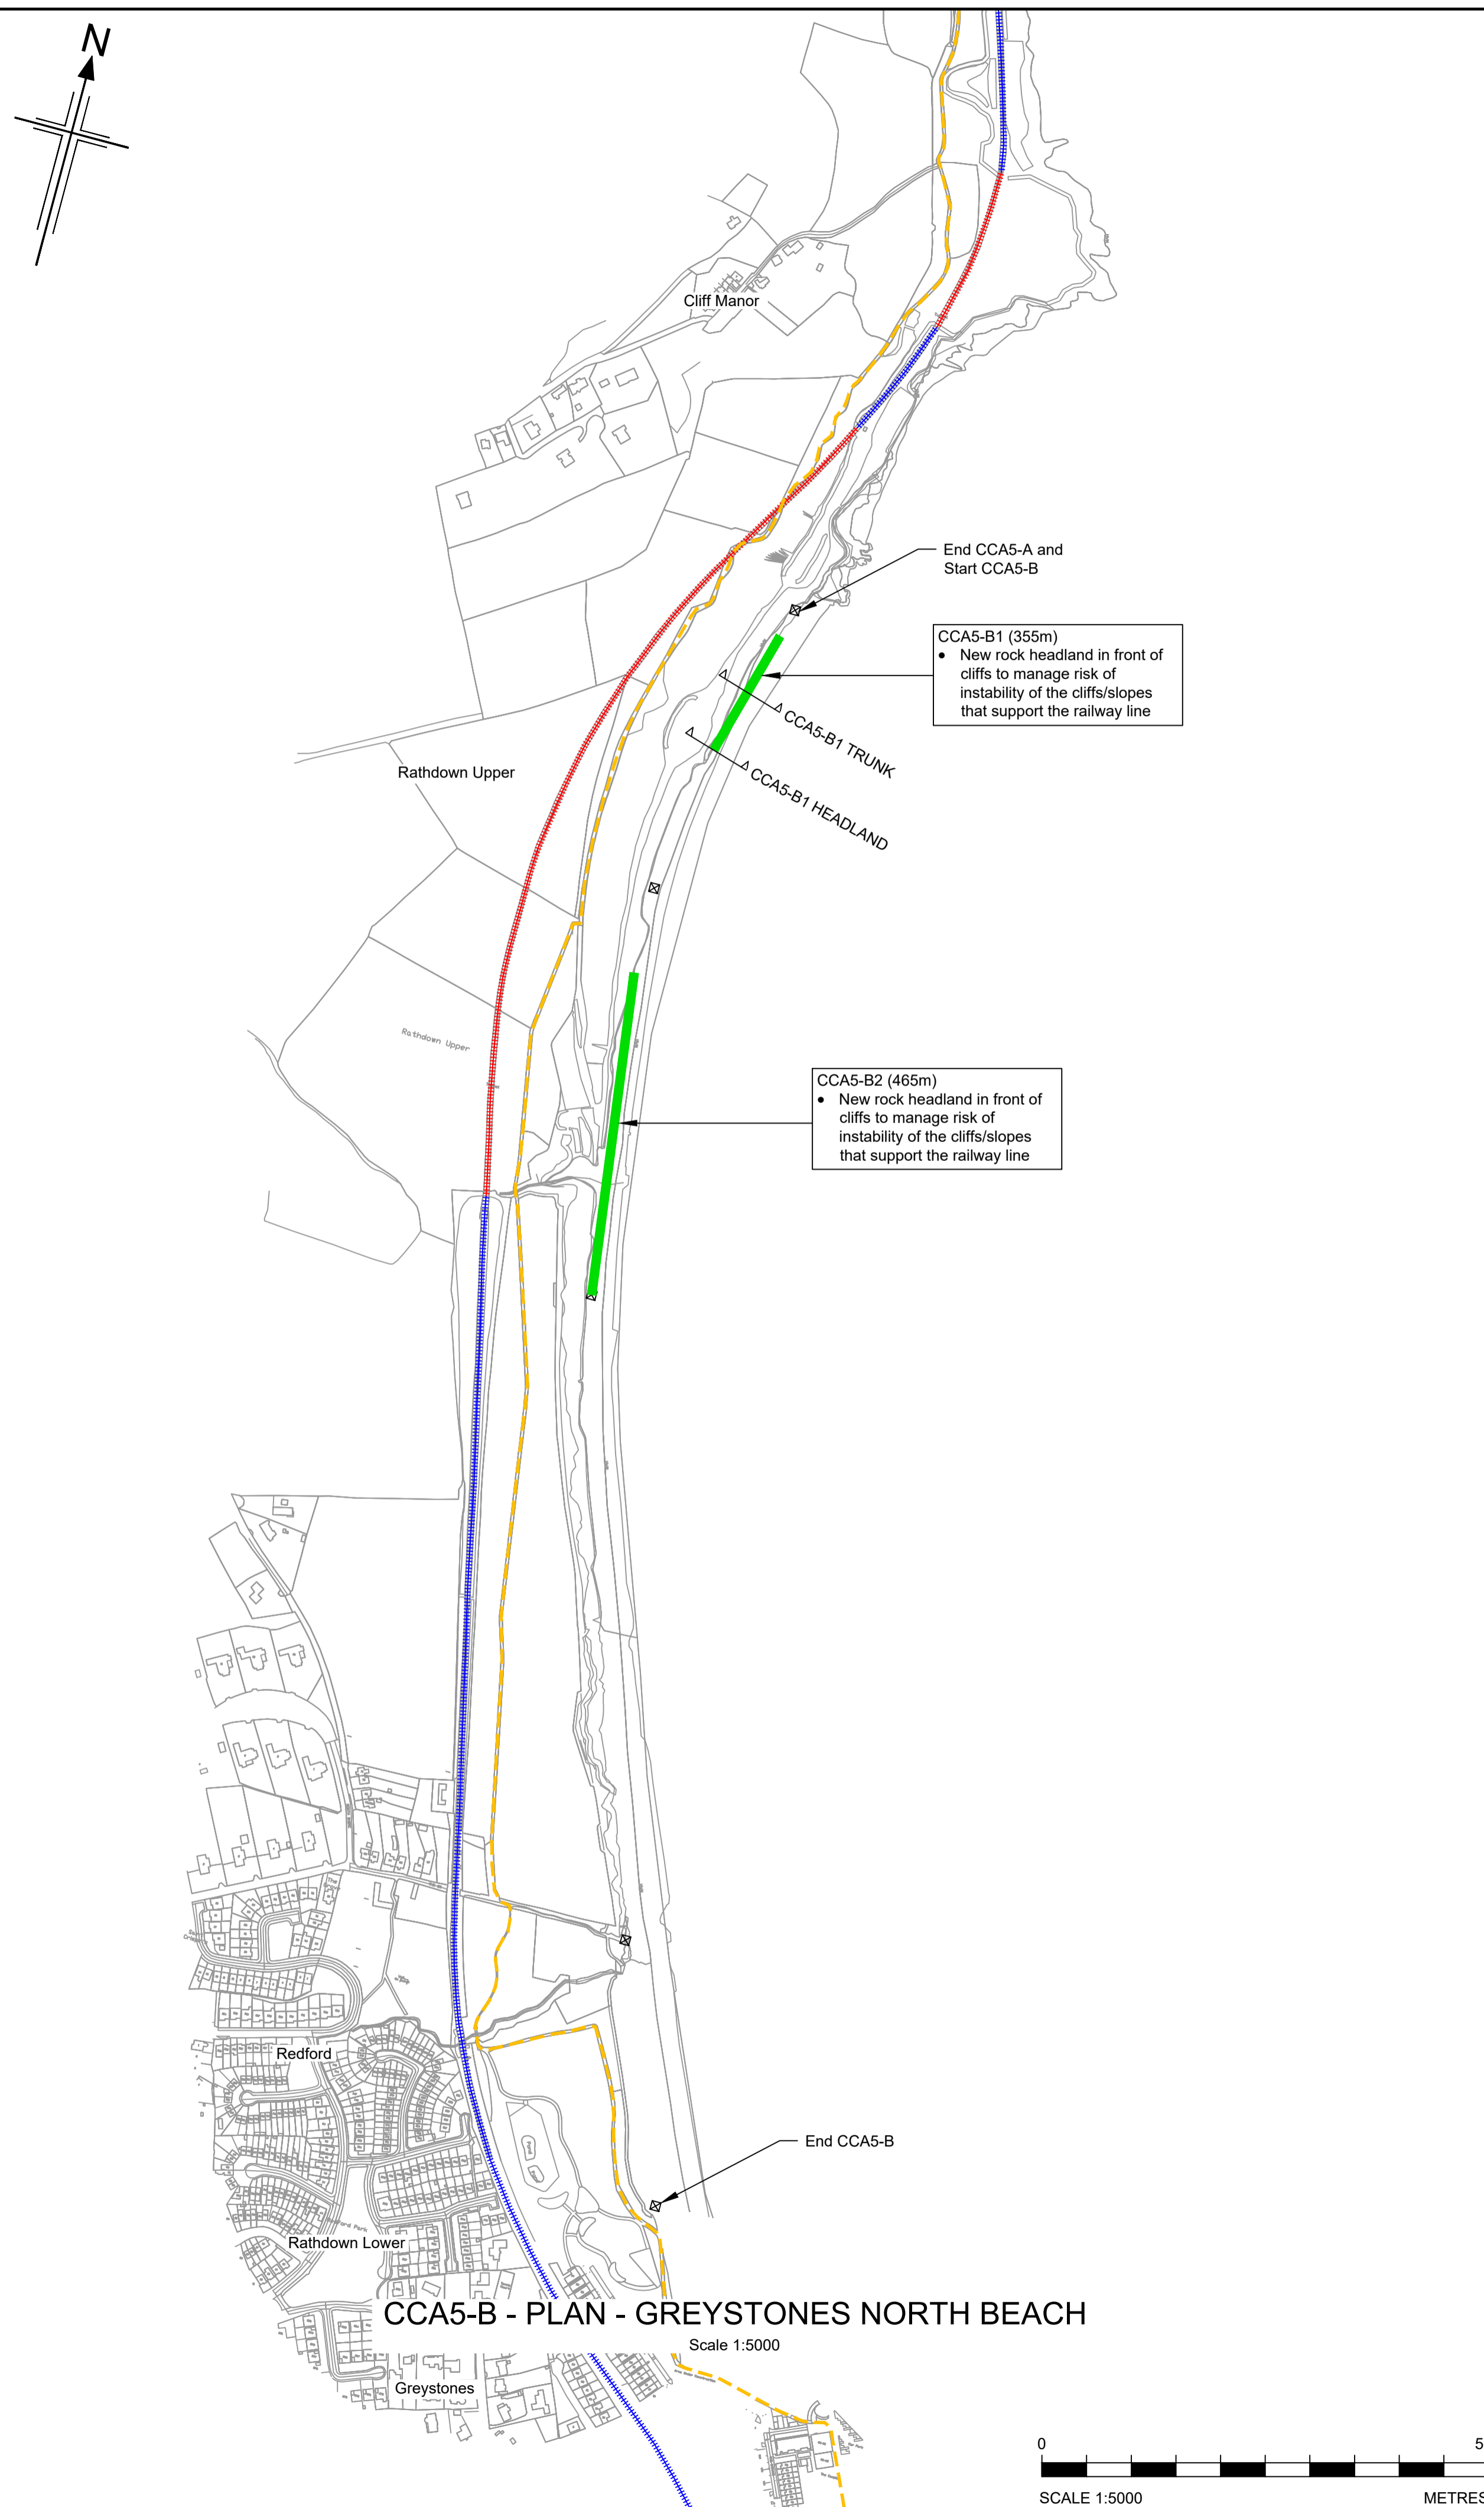 N
Cliff Manor
End CCA5-A and
Start CCA5-B
CCA5-B1 (355m)
• New rock headland in front of
cliffs to manage risk of
instability of the cliffs/slopes
that support the railway line
CCA5-B1 TRUNK
CCA5-B1 HEADLAND
Rathdown Upper
Rathdown Upper
CCA5-B2 (465m)
• New rock headland in front of
cliffs to manage risk of
instability of the cliffs/slopes
that support the railway line
Redford
End CCA5-B
Rathdown Lower
CCA5-B - PLAN - GREYSTONES NORTH BEACH
Scale 1:5000
Greystones
0
5
SCALE 1:5000
METRES